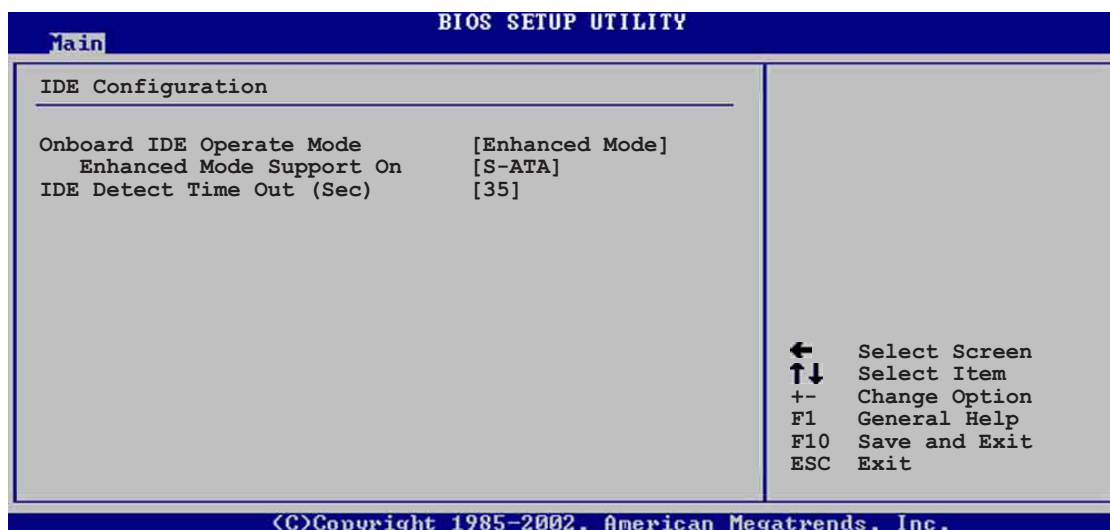 BIOS SETUP UTILITY
Main
IDE Configuration
Onboard IDE Operate Mode [Enhanced Mode]
Enhanced Mode Support On [S-ATA]
IDE Detect Time Out (Sec) [35]
← Select Screen
↑↓ Select Item
+- Change Option
F1 General Help
F10 Save and Exit
ESC Exit
(C)Copyright 1985-2002, American Megatrends, Inc.